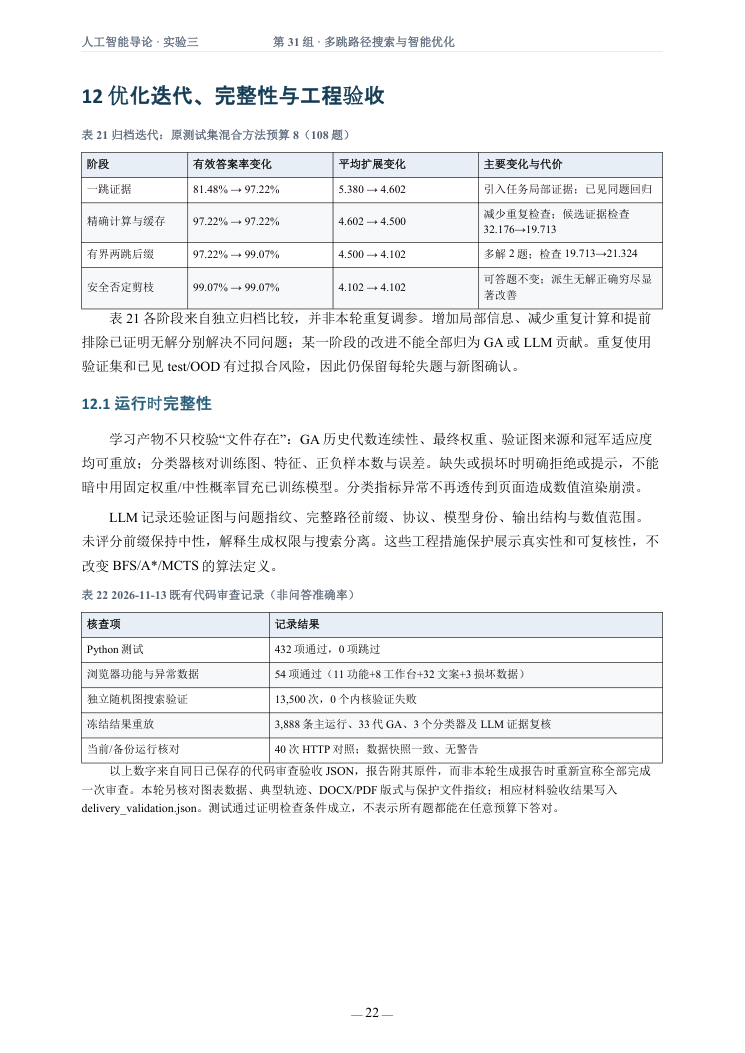 人工智能导论 · 实验三 第 31 组 · 多跳路径搜索与智能优化
12 优化迭代、完整性与工程验收
表 21 归档迭代：原测试集混合方法预算 8（108 题）
阶段 有效答案率变化 平均扩展变化 主要变化与代价
一跳证据 81.48% → 97.22% 5.380 → 4.602 引入任务局部证据；已见同题回归
精确计算与缓存 97.22% → 97.22% 4.602 → 4.500 减少重复检查；候选证据检查
32.176→19.713
有界两跳后缀 97.22% → 99.07% 4.500 → 4.102 多解 2 题；检查 19.713→21.324
安全否定剪枝 99.07% → 99.07% 4.102 → 4.102 可答题不变；派生无解正确穷尽显
著改善
表 21 各阶段来自独立归档比较，并非本轮重复调参。增加局部信息、减少重复计算和提前
排除已证明无解分别解决不同问题；某一阶段的改进不能全部归为 GA 或 LLM 贡献。重复使用
验证集和已见 test/OOD 有过拟合风险，因此仍保留每轮失题与新图确认。
12.1 运行时完整性
学习产物不只校验“文件存在”：GA 历史代数连续性、最终权重、验证图来源和冠军适应度
均可重放；分类器核对训练图、特征、正负样本数与误差。缺失或损坏时明确拒绝或提示，不能
暗中用固定权重/中性概率冒充已训练模型。分类指标异常不再透传到页面造成数值渲染崩溃。
LLM 记录还验证图与问题指纹、完整路径前缀、协议、模型身份、输出结构与数值范围。
未评分前缀保持中性，解释生成权限与搜索分离。这些工程措施保护展示真实性和可复核性，不
改变 BFS/A*/MCTS 的算法定义。
表 22 2026-11-13 既有代码审查记录（非问答准确率）
核查项 记录结果
Python 测试 432 项通过，0 项跳过
浏览器功能与异常数据 54 项通过（11 功能+8 工作台+32 文案+3 损坏数据）
独立随机图搜索验证 13,500 次，0 个内核验证失败
冻结结果重放 3,888 条主运行、33 代 GA、3 个分类器及 LLM 证据复核
当前/备份运行核对 40 次 HTTP 对照；数据快照一致、无警告
以上数字来自同日已保存的代码审查验收 JSON，报告附其原件，而非本轮生成报告时重新宣称全部完成
一次审查。本轮另核对图表数据、典型轨迹、DOCX/PDF 版式与保护文件指纹；相应材料验收结果写入
delivery_validation.json。测试通过证明检查条件成立，不表示所有题都能在任意预算下答对。
— 22 —